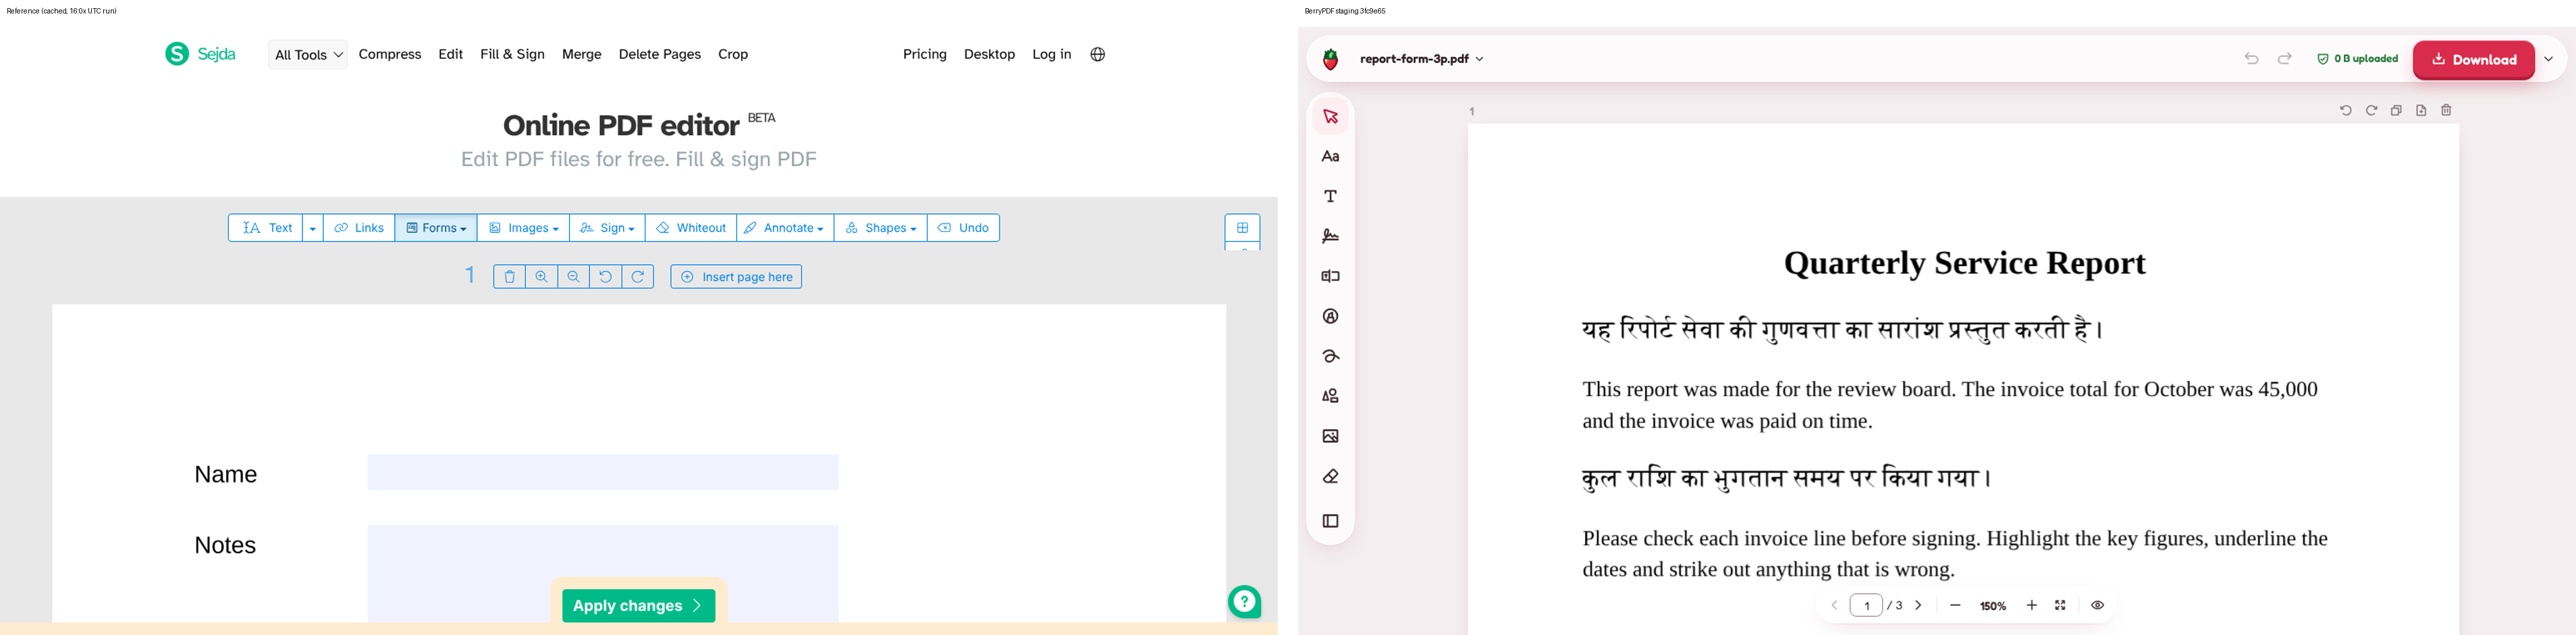 Reference (cached, 16:0x UTC run)
Sejda
All Tools
Compress
Edit
Fill & Sign
Merge
Delete Pages
Crop
Pricing
Desktop
Log in
Online PDF editor BETA
Edit PDF files for free. Fill & sign PDF
Text
Links
Forms
Images
Sign
Whiteout
Annotate
Shapes
Undo
1
Insert page here
Name
Notes
Apply changes
?
BerryPDF staging 3fc9e65
report-form-3p.pdf
0 B uploaded
Download
Aa
T
1
Quarterly Service Report
यह रिपोर्ट सेवा की गुणवत्ता का सारांश प्रस्तुत करती है।
This report was made for the review board. The invoice total for October was 45,000
and the invoice was paid on time.
कुल राशि का भुगतान समय पर किया गया।
Please check each invoice line before signing. Highlight the key figures, underline the
dates and strike out anything that is wrong.
1 / 3
150%